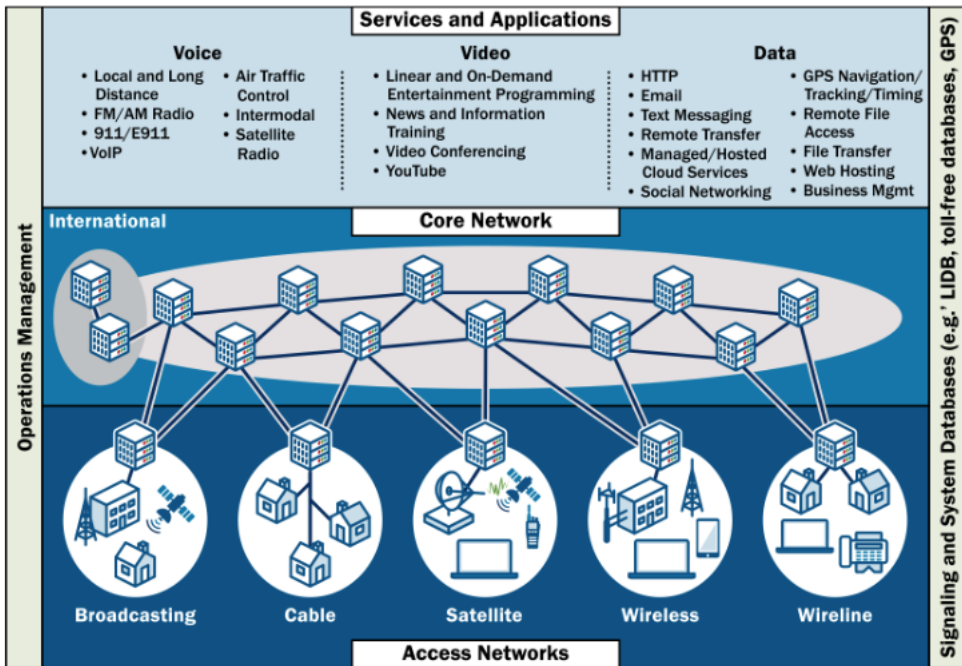 Services and Applications
Operations Management
Voice
• Local and Long
Distance
• FM/AM Radio
• 911/E911
• VoIP
• Air Traffic
Control
• Intermodal
• Satellite
Radio
Video
• Linear and On-Demand
Entertainment Programming
• News and Information
Training
• Video Conferencing
• YouTube
Data
• HTTP
• Email
• Text Messaging
• Remote Transfer
• Managed/Hosted
Cloud Services
• Social Networking
• GPS Navigation/
Tracking/Timing
• Remote File
Access
• File Transfer
• Web Hosting
• Business Mgmt
Signaling and System Databases (e.g.' LIDB, toll-free databases, GPS)
International
Core Network
Broadcasting
Cable
Satellite
Wireless
Wireline
Access Networks